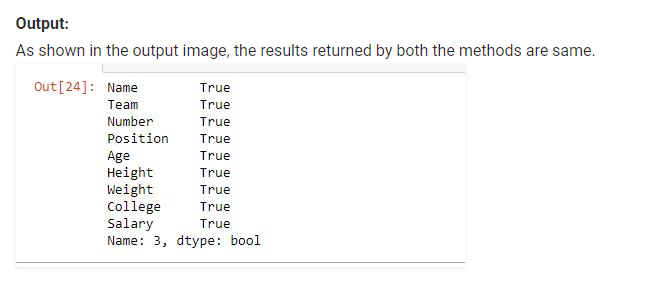 Output:
As shown in the output image, the results returned by both the methods are same.
Out[24]: Name        True
Team        True
Number      True
Position    True
Age         True
Height      True
Weight      True
College     True
Salary      True
Name: 3, dtype: bool